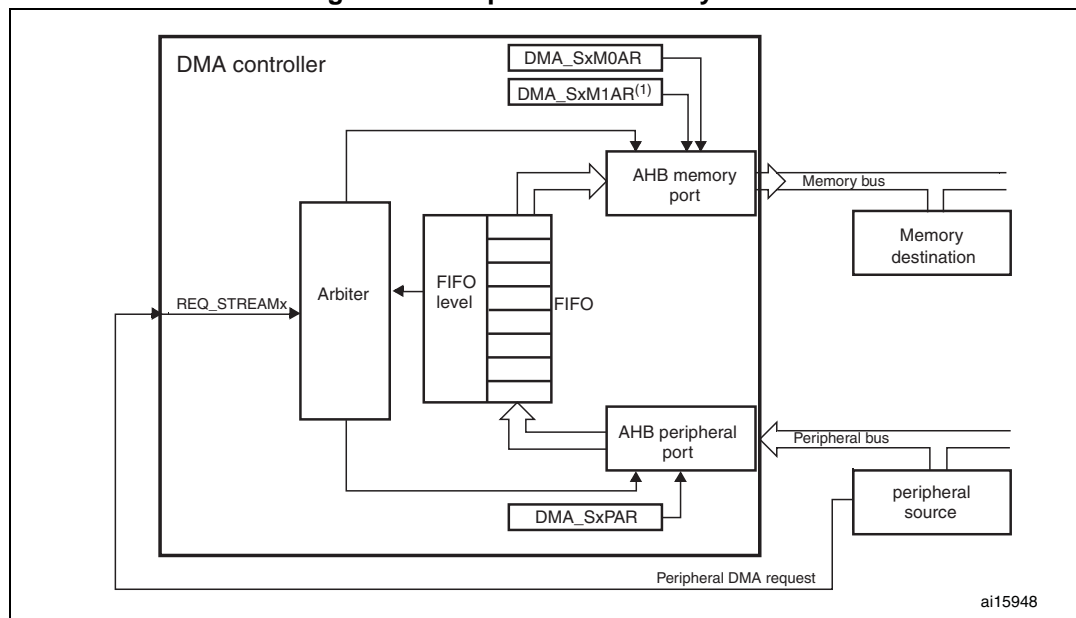 DMA controller
DMA_SxM0AR
DMA_SxM1AR(1)
AHB memory
port
Memory bus
Memory
destination
REQ_STREAMx
Arbiter
FIFO
level
FIFO
AHB peripheral
port
Peripheral bus
peripheral
source
DMA_SxPAR
Peripheral DMA request
ai15948